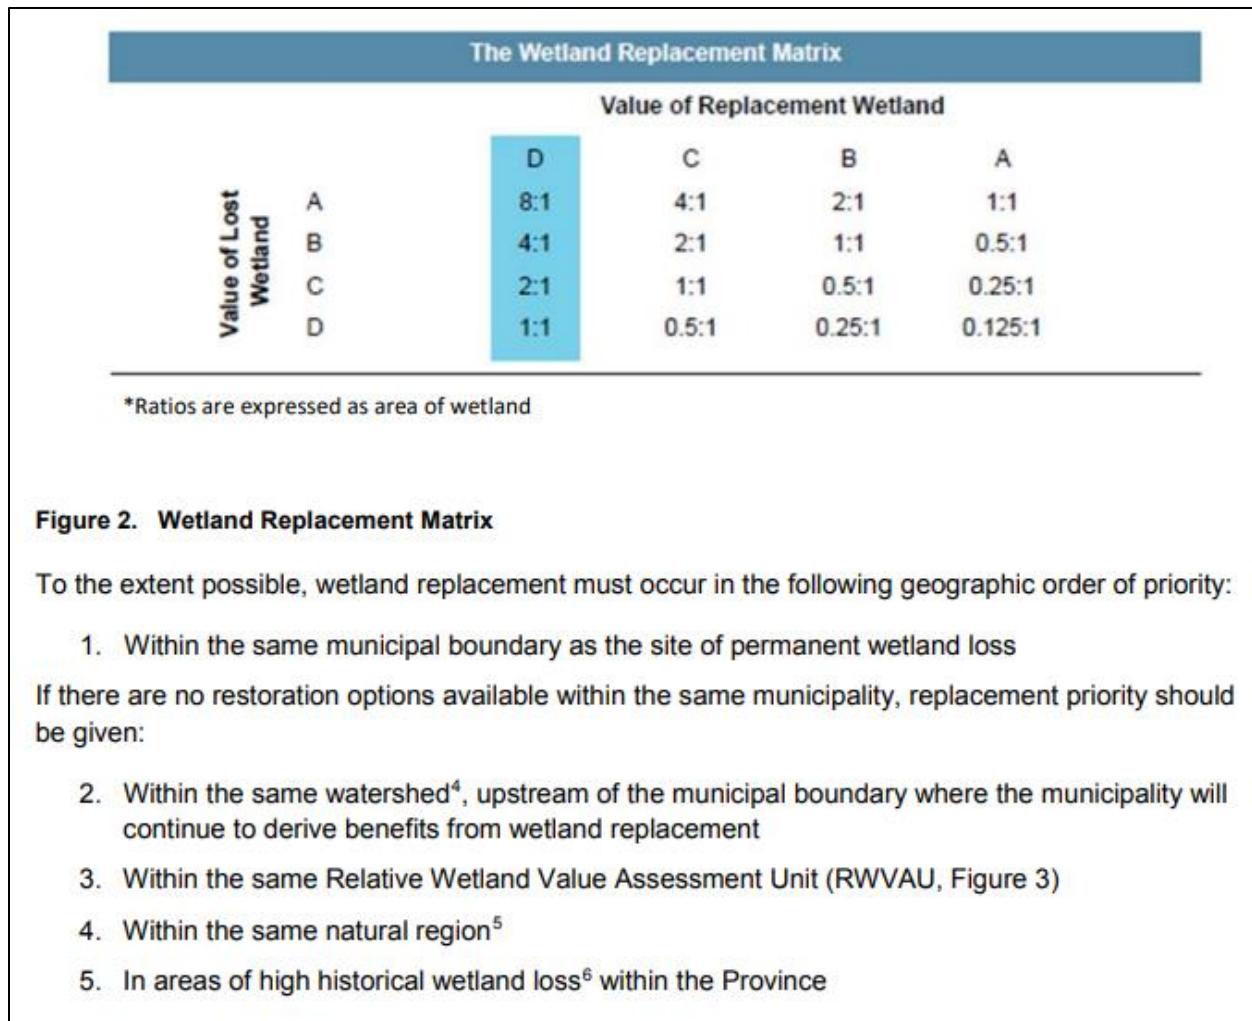 The Wetland Replacement Matrix
Value of Replacement Wetland
D C B A
Value of Lost
Wetland
A 8:1 4:1 2:1 1:1
B 4:1 2:1 1:1 0.5:1
C 2:1 1:1 0.5:1 0.25:1
D 1:1 0.5:1 0.25:1 0.125:1
*Ratios are expressed as area of wetland
Figure 2. Wetland Replacement Matrix
To the extent possible, wetland replacement must occur in the following geographic order of priority:
1. Within the same municipal boundary as the site of permanent wetland loss
If there are no restoration options available within the same municipality, replacement priority should
be given:
2. Within the same watershed⁴, upstream of the municipal boundary where the municipality will
continue to derive benefits from wetland replacement
3. Within the same Relative Wetland Value Assessment Unit (RWVAU, Figure 3)
4. Within the same natural region⁵
5. In areas of high historical wetland loss⁶ within the Province